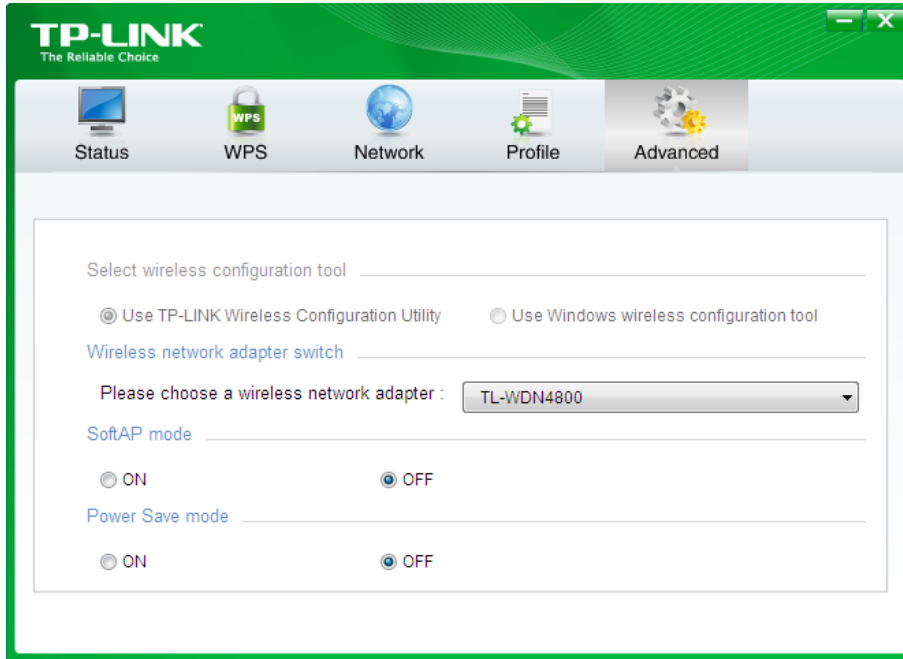 TP-LINK
The Reliable Choice
WPS
Status WPS Network Profile Advanced
Select wireless configuration tool
Use TP-LINK Wireless Configuration Utility Use Windows wireless configuration tool
Wireless network adapter switch
Please choose a wireless network adapter : TL-WDN4800
SoftAP mode
ON OFF
Power Save mode
ON OFF